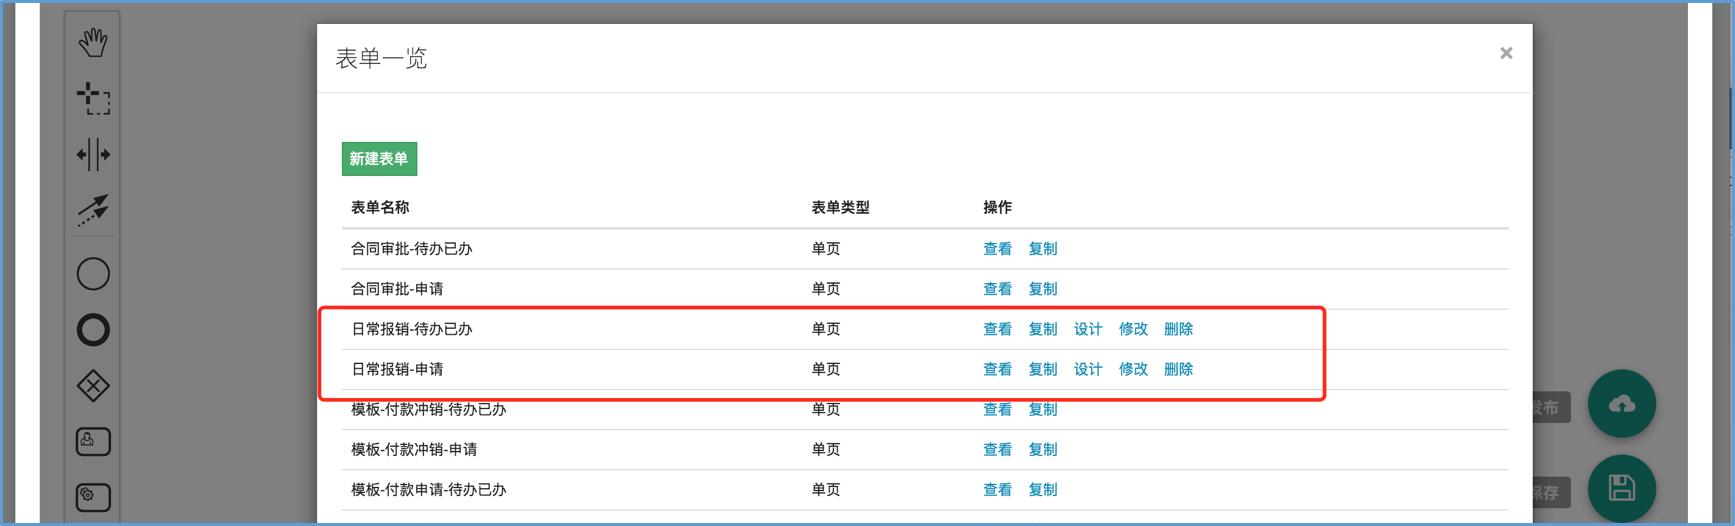 表单一览
×
新建表单
表单名称 表单类型 操作
合同审批-待办已办 单页 查看 复制
合同审批-申请 单页 查看 复制
日常报销-待办已办 单页 查看 复制 设计 修改 删除
日常报销-申请 单页 查看 复制 设计 修改 删除
模板-付款冲销-待办已办 单页 查看 复制
发布
模板-付款冲销-申请 单页 查看 复制
模板-付款申请-待办已办 单页 查看 复制
保存